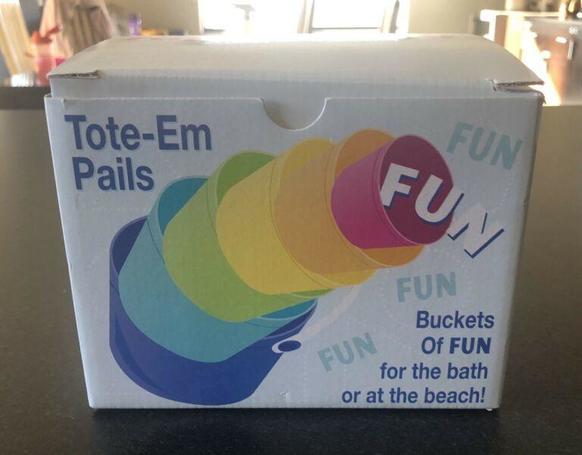 Tote-Em
Pails
FUN
FUN
FUN
FUN
Buckets
Of FUN
for the bath
or at the beach!